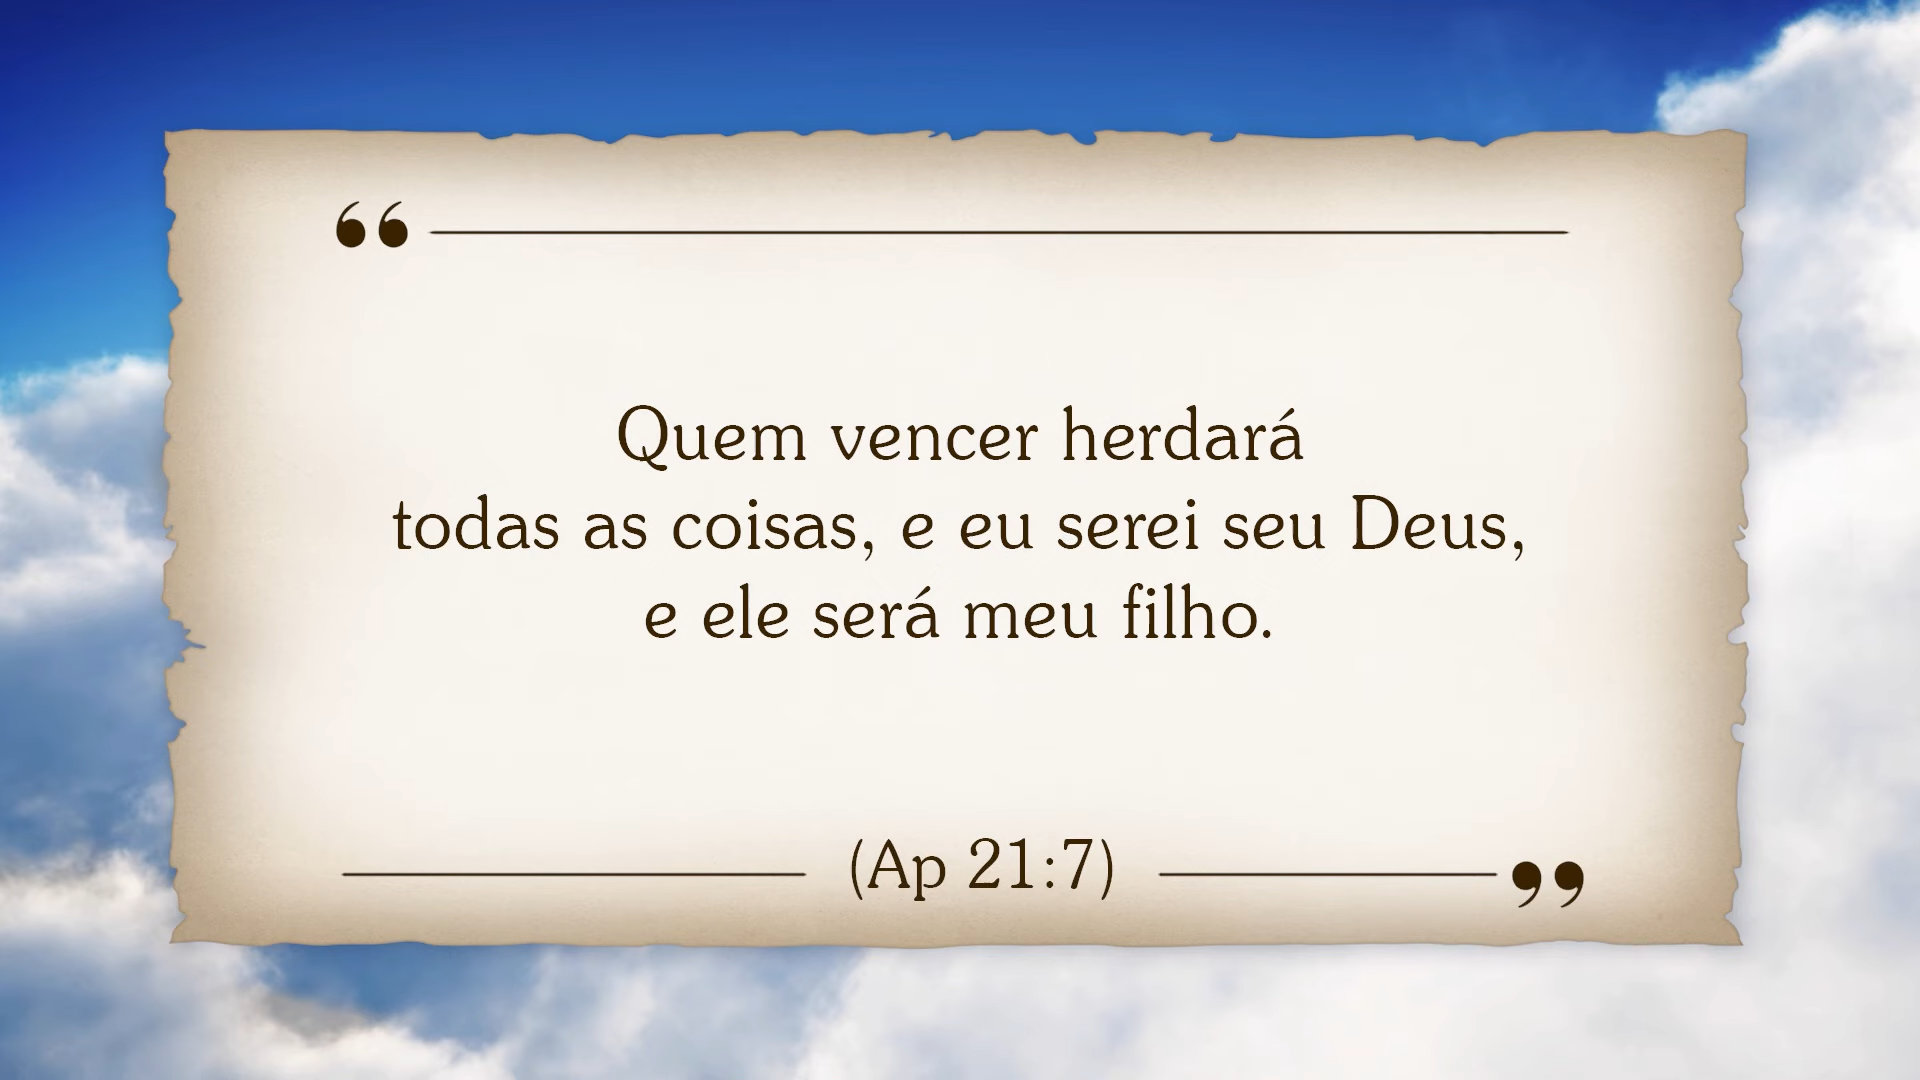 “
Quem vencer herdará
todas as coisas, e eu serei seu Deus,
e ele será meu filho.
(Ap 21:7) ”